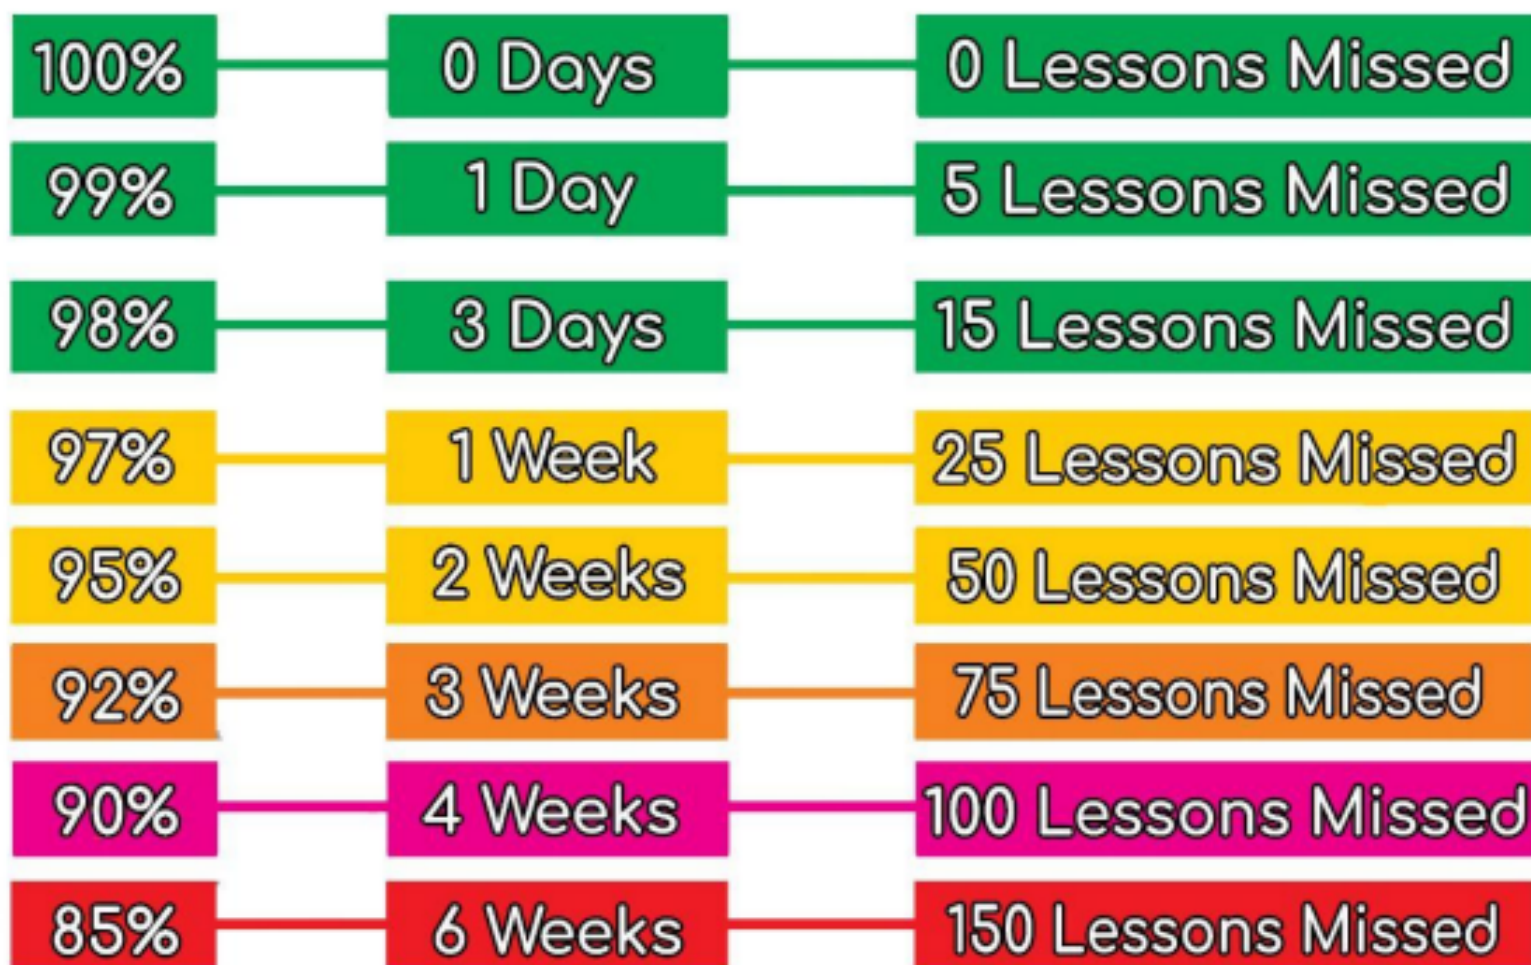 100% 0 Days 0 Lessons Missed
99% 1 Day 5 Lessons Missed
98% 3 Days 15 Lessons Missed
97% 1 Week 25 Lessons Missed
95% 2 Weeks 50 Lessons Missed
92% 3 Weeks 75 Lessons Missed
90% 4 Weeks 100 Lessons Missed
85% 6 Weeks 150 Lessons Missed